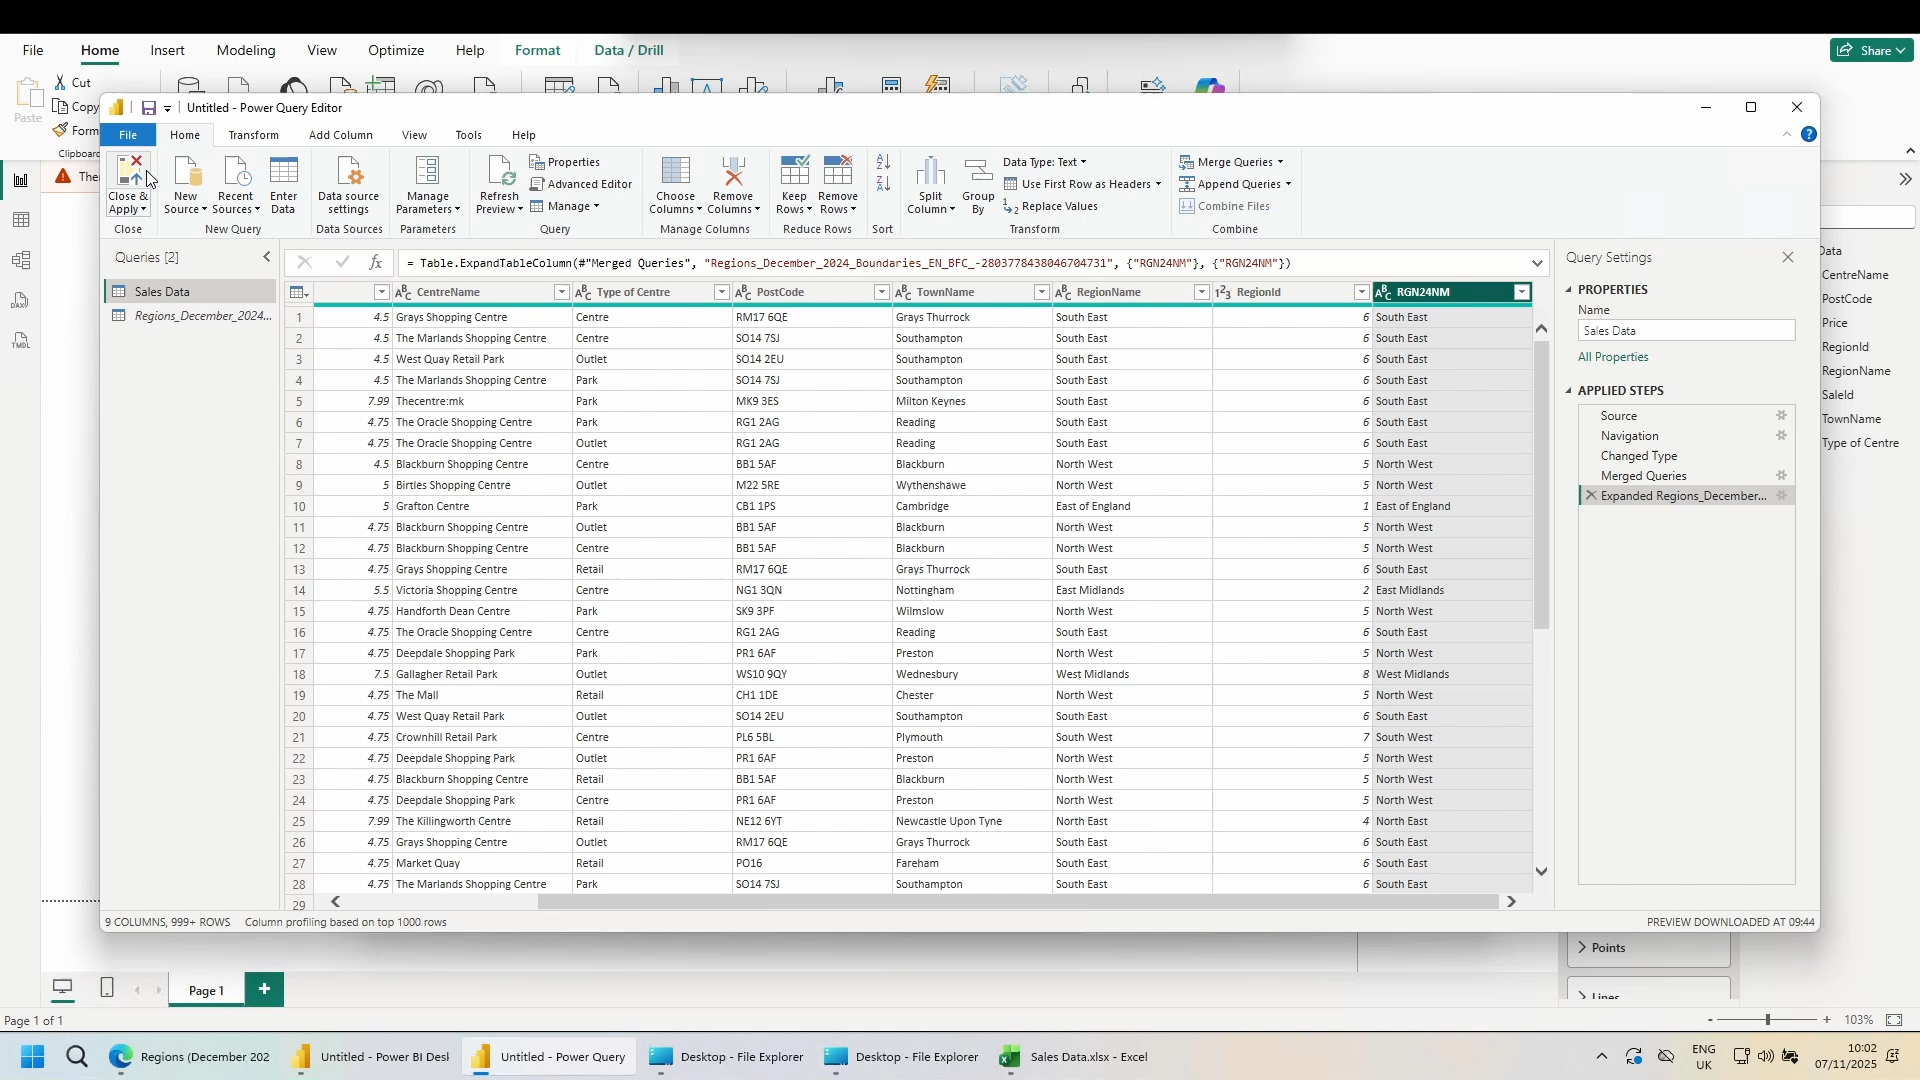 File Home Insert Modeling View Optimize Help Format Data / Drill Share
Paste Cut
Copy
Form
Clipboard
Untitled - Power Query Editor
File Home Transform Add Column View Tools Help
Close & Apply New Source Recent Sources Enter Data Data source settings Manage Parameters Refresh Preview Properties Advanced Editor Manage Choose Columns Remove Columns Keep Rows Remove Rows Split Column Group By Data Type: Text Use First Row as Headers Replace Values Merge Queries Append Queries Combine Files
Close New Query Data Sources Parameters Query Manage Columns Reduce Rows Sort Transform Combine
Queries [2]
Sales Data
Regions_December_2024...
= Table.ExpandTableColumn(#"Merged Queries", "Regions_December_2024_Boundaries_EN_BFC_-2803778438046704731", {"RGN24NM"}, {"RGN24NM"})
CentreName Type of Centre PostCode TownName RegionName RegionId RGN24NM
1 4.5 Grays Shopping Centre Centre RM17 6QE Grays Thurrock South East 6 South East
2 4.5 The Marlands Shopping Centre Centre SO14 7SJ Southampton South East 6 South East
3 4.5 West Quay Retail Park Outlet SO14 2EU Southampton South East 6 South East
4 4.5 The Marlands Shopping Centre Park SO14 7SJ Southampton South East 6 South East
5 7.99 Thecentre:mk Park MK9 3ES Milton Keynes South East 6 South East
6 4.75 The Oracle Shopping Centre Park RG1 2AG Reading South East 6 South East
7 4.75 The Oracle Shopping Centre Outlet RG1 2AG Reading South East 6 South East
8 4.5 Blackburn Shopping Centre Centre BB1 5AF Blackburn North West 5 North West
9 5 Birtles Shopping Centre Outlet M22 5RE Wythenshawe North West 5 North West
10 5 Grafton Centre Park CB1 1PS Cambridge East of England 1 East of England
11 4.75 Blackburn Shopping Centre Outlet BB1 5AF Blackburn North West 5 North West
12 4.75 Blackburn Shopping Centre Centre BB1 5AF Blackburn North West 5 North West
13 4.75 Grays Shopping Centre Retail RM17 6QE Grays Thurrock South East 6 South East
14 5.5 Victoria Shopping Centre Centre NG1 3QN Nottingham East Midlands 2 East Midlands
15 4.75 Handforth Dean Centre Park SK9 3PF Wilmslow North West 5 North West
16 4.75 The Oracle Shopping Centre Centre RG1 2AG Reading South East 6 South East
17 4.75 Deepdale Shopping Park Park PR1 6AF Preston North West 5 North West
18 7.5 Gallagher Retail Park Outlet WS10 9QY Wednesbury West Midlands 8 West Midlands
19 4.75 The Mall Retail CH1 1DE Chester North West 5 North West
20 4.75 West Quay Retail Park Outlet SO14 2EU Southampton South East 6 South East
21 4.75 Crownhill Retail Park Centre PL6 5BL Plymouth South West 7 South West
22 4.75 Deepdale Shopping Park Outlet PR1 6AF Preston North West 5 North West
23 4.75 Blackburn Shopping Centre Retail BB1 5AF Blackburn North West 5 North West
24 4.75 Deepdale Shopping Park Centre PR1 6AF Preston North West 5 North West
25 7.99 The Killingworth Centre Retail NE12 6YT Newcastle Upon Tyne North East 4 North East
26 4.75 Grays Shopping Centre Outlet RM17 6QE Grays Thurrock South East 6 South East
27 4.75 Market Quay Retail PO16 Fareham South East 6 South East
28 4.75 The Marlands Shopping Centre Park SO14 7SJ Southampton South East 6 South East
29
Query Settings
PROPERTIES
Name
Sales Data
All Properties
APPLIED STEPS
Source
Navigation
Changed Type
Merged Queries
Expanded Regions_December...
9 COLUMNS, 999+ ROWS Column profiling based on top 1000 rows PREVIEW DOWNLOADED AT 09:44
Ther
Data
CentreName
PostCode
Price
RegionId
RegionName
SaleId
TownName
Type of Centre
Points
Lines
Page 1
Page 1 of 1 103%
Regions (December 202 Untitled - Power BI Desk Untitled - Power Query Desktop - File Explorer Desktop - File Explorer Sales Data.xlsx - Excel ENG UK 10:02 07/11/2025